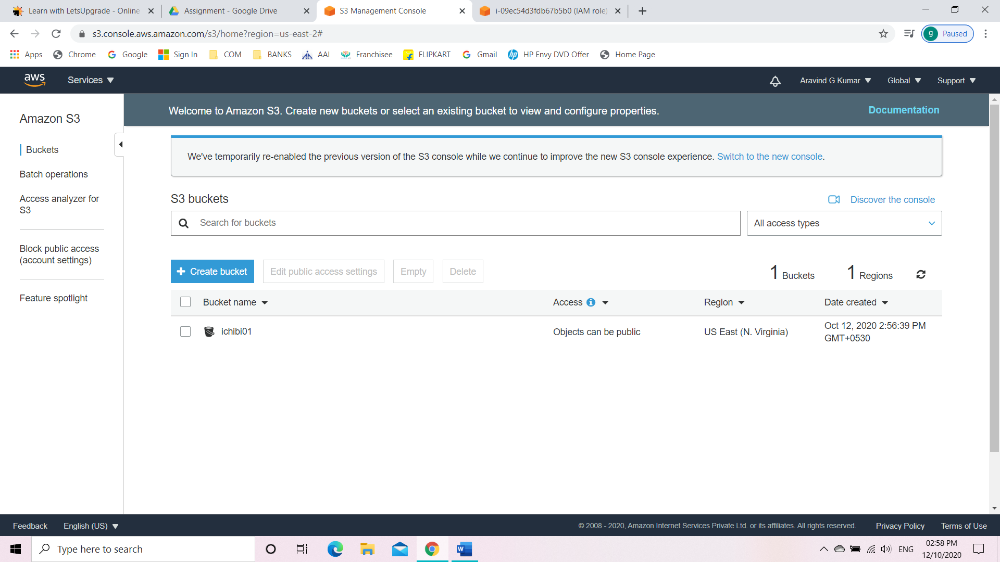 Learn with LetsUpgrade - Online
Assignment - Google Drive
S3 Management Console
i-09ec54d3fdb67b5b0 (IAM role)
s3.console.aws.amazon.com/s3/home?region=us-east-2#
g Paused
Apps
Chrome
Google
Sign In
COM
BANKS
AAI
Franchisee
FLIPKART
Gmail
HP Envy DVD Offer
Home Page
aws
Services
Aravind G Kumar
Global
Support
Amazon S3
Buckets
Batch operations
Access analyzer for
S3
Block public access
(account settings)
Feature spotlight
Welcome to Amazon S3. Create new buckets or select an existing bucket to view and configure properties.
Documentation
We've temporarily re-enabled the previous version of the S3 console while we continue to improve the new S3 console experience. Switch to the new console.
S3 buckets
Discover the console
Search for buckets
All access types
Create bucket
Edit public access settings
Empty
Delete
1 Buckets
1 Regions
Bucket name
Access
Region
Date created
ichibi01
Objects can be public
US East (N. Virginia)
Oct 12, 2020 2:56:39 PM
GMT+0530
Feedback
English (US)
© 2008 - 2020, Amazon Internet Services Private Ltd. or its affiliates. All rights reserved.
Privacy Policy
Terms of Use
Type here to search
ENG
02:58 PM
12/10/2020